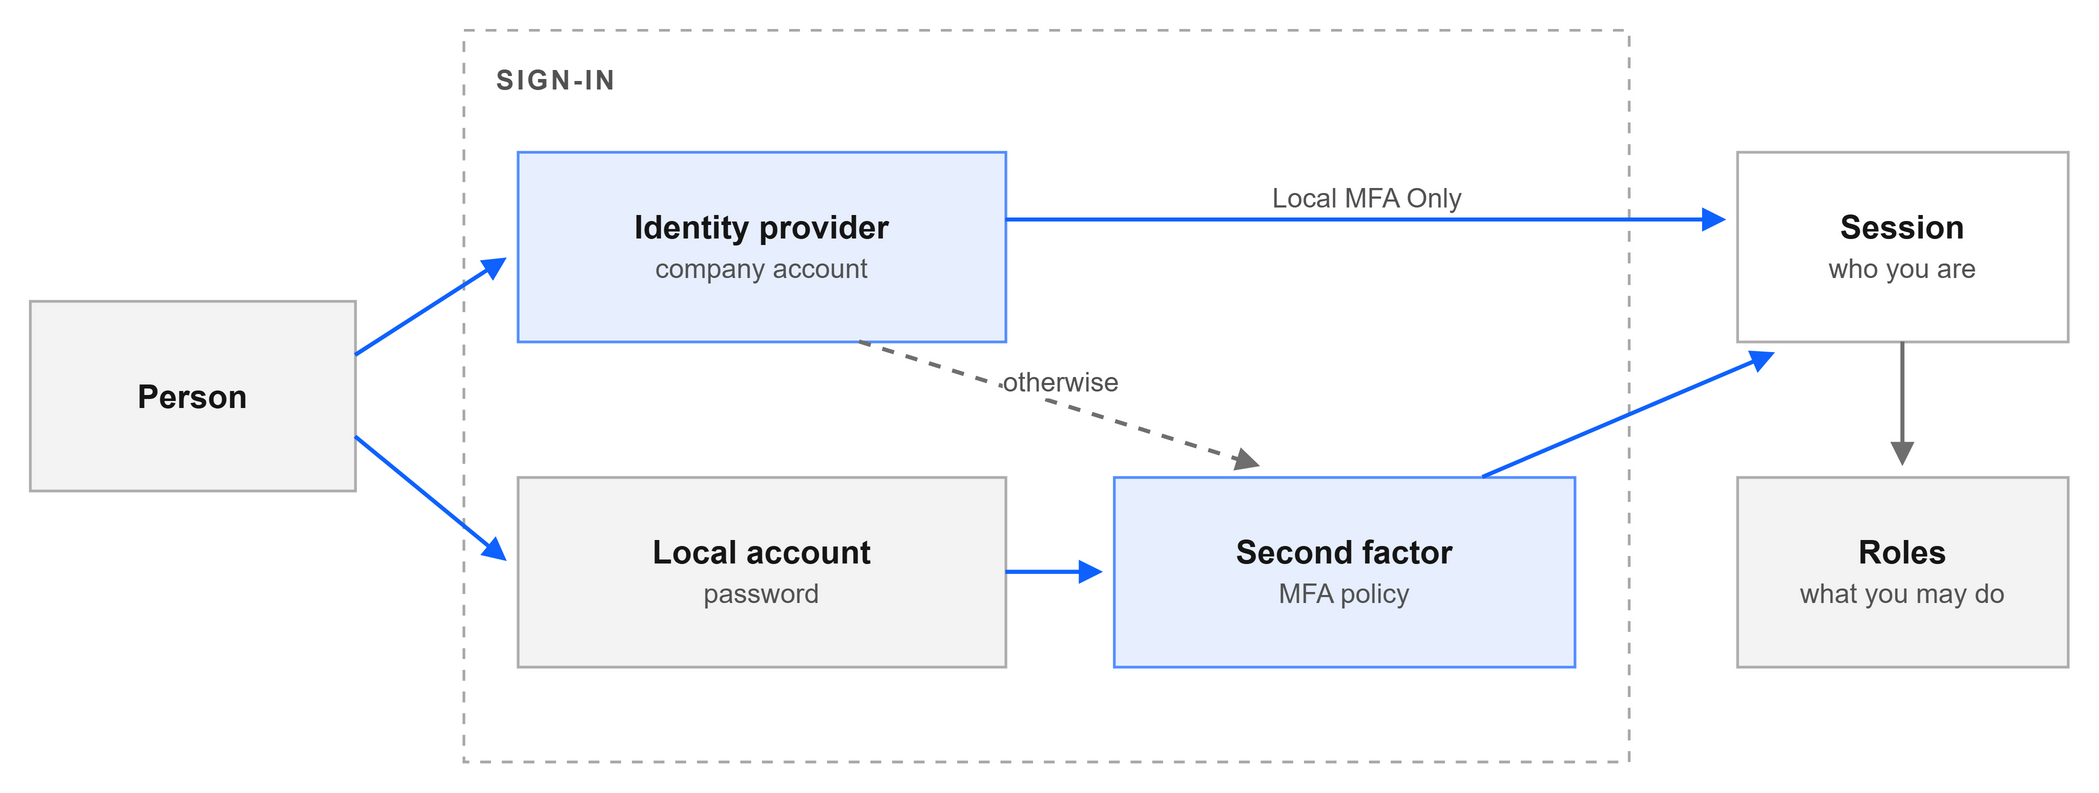 SIGN-IN
Identity provider
company account
Local MFA Only
Session
who you are
Person
otherwise
Local account
password
Second factor
MFA policy
Roles
what you may do